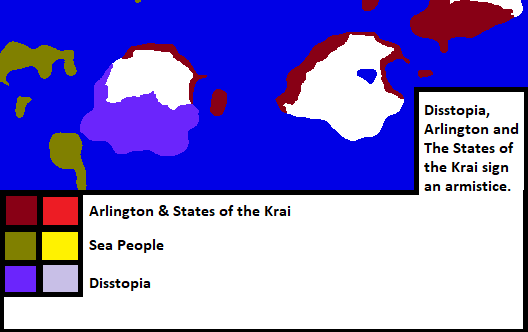 Disstopia,
Arlington and
The States of
the Krai sign
an armistice.
Arlington & States of the Krai
Sea People
Disstopia